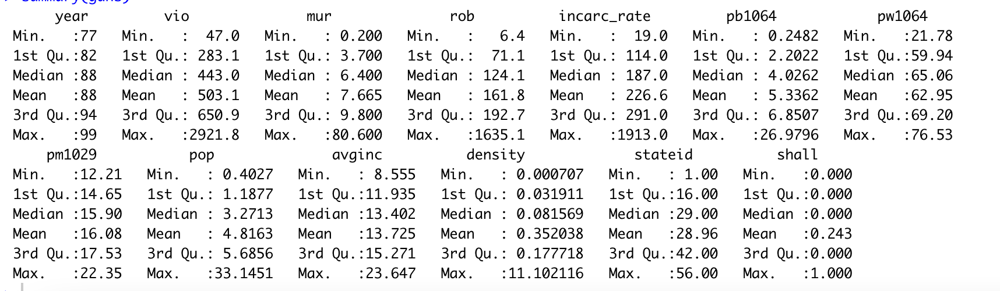 > summary(guns)
year vio mur rob incarc_rate pb1064 pw1064
Min. :77 Min. : 47.0 Min. : 0.200 Min. : 6.4 Min. : 19.0 Min. : 0.2482 Min. :21.78
1st Qu.:82 1st Qu.: 283.1 1st Qu.: 3.700 1st Qu.: 71.1 1st Qu.: 114.0 1st Qu.: 2.2022 1st Qu.:59.94
Median :88 Median : 443.0 Median : 6.400 Median : 124.1 Median : 187.0 Median : 4.0262 Median :65.06
Mean :88 Mean : 503.1 Mean : 7.665 Mean : 161.8 Mean : 226.6 Mean : 5.3362 Mean :62.95
3rd Qu.:94 3rd Qu.: 650.9 3rd Qu.: 9.800 3rd Qu.: 192.7 3rd Qu.: 291.0 3rd Qu.: 6.8507 3rd Qu.:69.20
Max. :99 Max. :2921.8 Max. :80.600 Max. :1635.1 Max. :1913.0 Max. :26.9796 Max. :76.53
pm1029 pop avginc density stateid shall
Min. :12.21 Min. : 0.4027 Min. : 8.555 Min. : 0.000707 Min. : 1.00 Min. :0.000
1st Qu.:14.65 1st Qu.: 1.1877 1st Qu.:11.935 1st Qu.: 0.031911 1st Qu.:16.00 1st Qu.:0.000
Median :15.90 Median : 3.2713 Median :13.402 Median : 0.081569 Median :29.00 Median :0.000
Mean :16.08 Mean : 4.8163 Mean :13.725 Mean : 0.352038 Mean :28.96 Mean :0.243
3rd Qu.:17.53 3rd Qu.: 5.6856 3rd Qu.:15.271 3rd Qu.: 0.177718 3rd Qu.:42.00 3rd Qu.:0.000
Max. :22.35 Max. :33.1451 Max. :23.647 Max. :11.102116 Max. :56.00 Max. :1.000